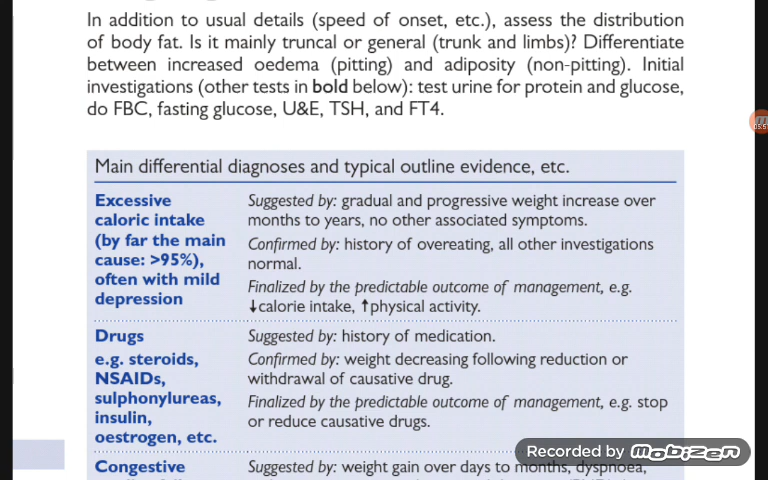 In addition to usual details (speed of onset, etc.), assess the distribution
of body fat. Is it mainly truncal or general (trunk and limbs)? Differentiate
between increased oedema (pitting) and adiposity (non-pitting). Initial
investigations (other tests in bold below): test urine for protein and glucose,
do FBC, fasting glucose, U&E, TSH, and FT4.
Main differential diagnoses and typical outline evidence, etc.
Excessive
caloric intake
(by far the main
cause: >95%),
often with mild
depression
Suggested by: gradual and progressive weight increase over
months to years, no other associated symptoms.
Confirmed by: history of overeating, all other investigations
normal.
Finalized by the predictable outcome of management, e.g.
↓calorie intake, ↑physical activity.
Drugs
e.g. steroids,
NSAIDs,
sulphonylureas,
insulin,
oestrogen, etc.
Suggested by: history of medication.
Confirmed by: weight decreasing following reduction or
withdrawal of causative drug.
Finalized by the predictable outcome of management, e.g. stop
or reduce causative drugs.
Congestive
Suggested by: weight gain over days to months, dyspnoea,
Recorded by mobizen